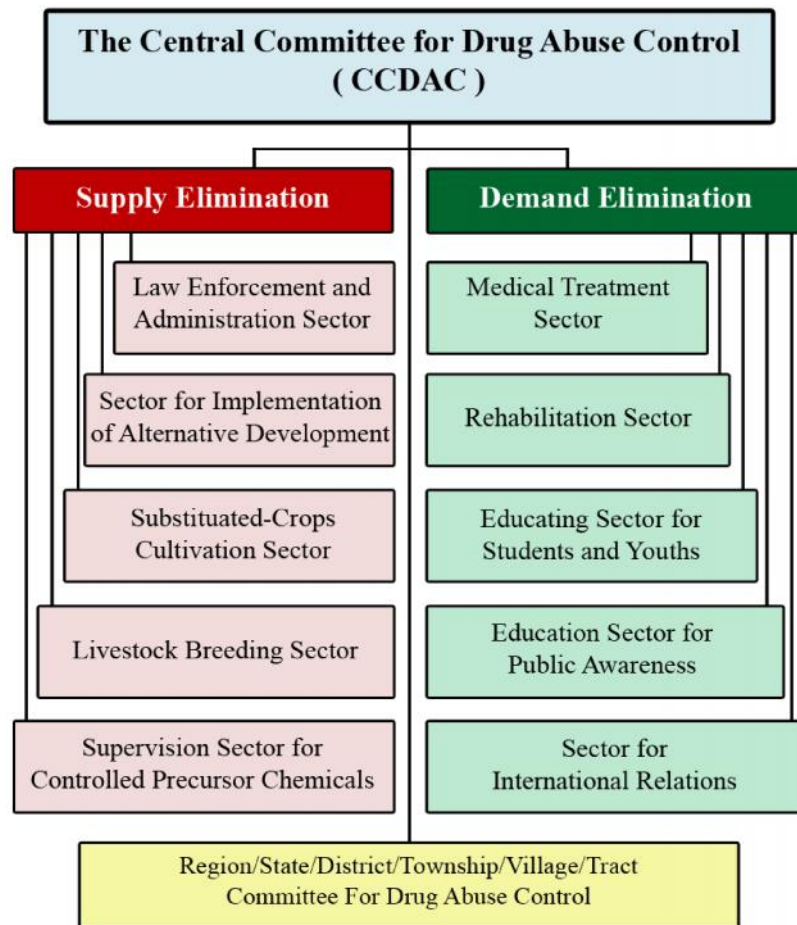 The Central Committee for Drug Abuse Control
( CCDAC )
Supply Elimination
Law Enforcement and
Administration Sector
Sector for Implementation
of Alternative Development
Substituated-Crops
Cultivation Sector
Livestock Breeding Sector
Supervision Sector for
Controlled Precursor Chemicals
Demand Elimination
Medical Treatment
Sector
Rehabilitation Sector
Educating Sector for
Students and Youths
Education Sector for
Public Awareness
Sector for
International Relations
Region/State/District/Township/Village/Tract
Committee For Drug Abuse Control